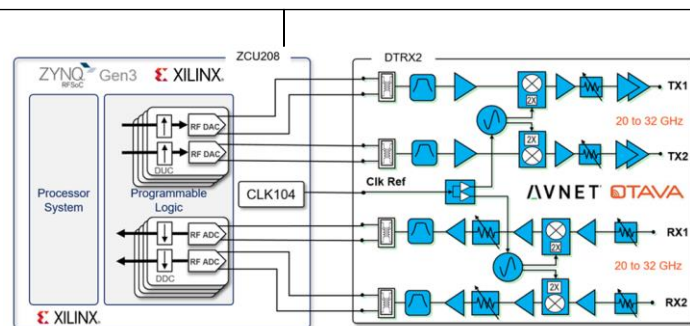 ZCU208
DTRX2
ZYNQ Gen3
RFSoC
XILINX
TX1
RF DAC
20 to 32 GHz
2X
2X
RF DAC
TX2
DUC
Clk Ref
Processor
System
Programmable
Logic
CLK104
AVNET OTAVA
RF ADC
RX1
RF ADC
2X
20 to 32 GHz
DDC
2X
RX2
XILINX